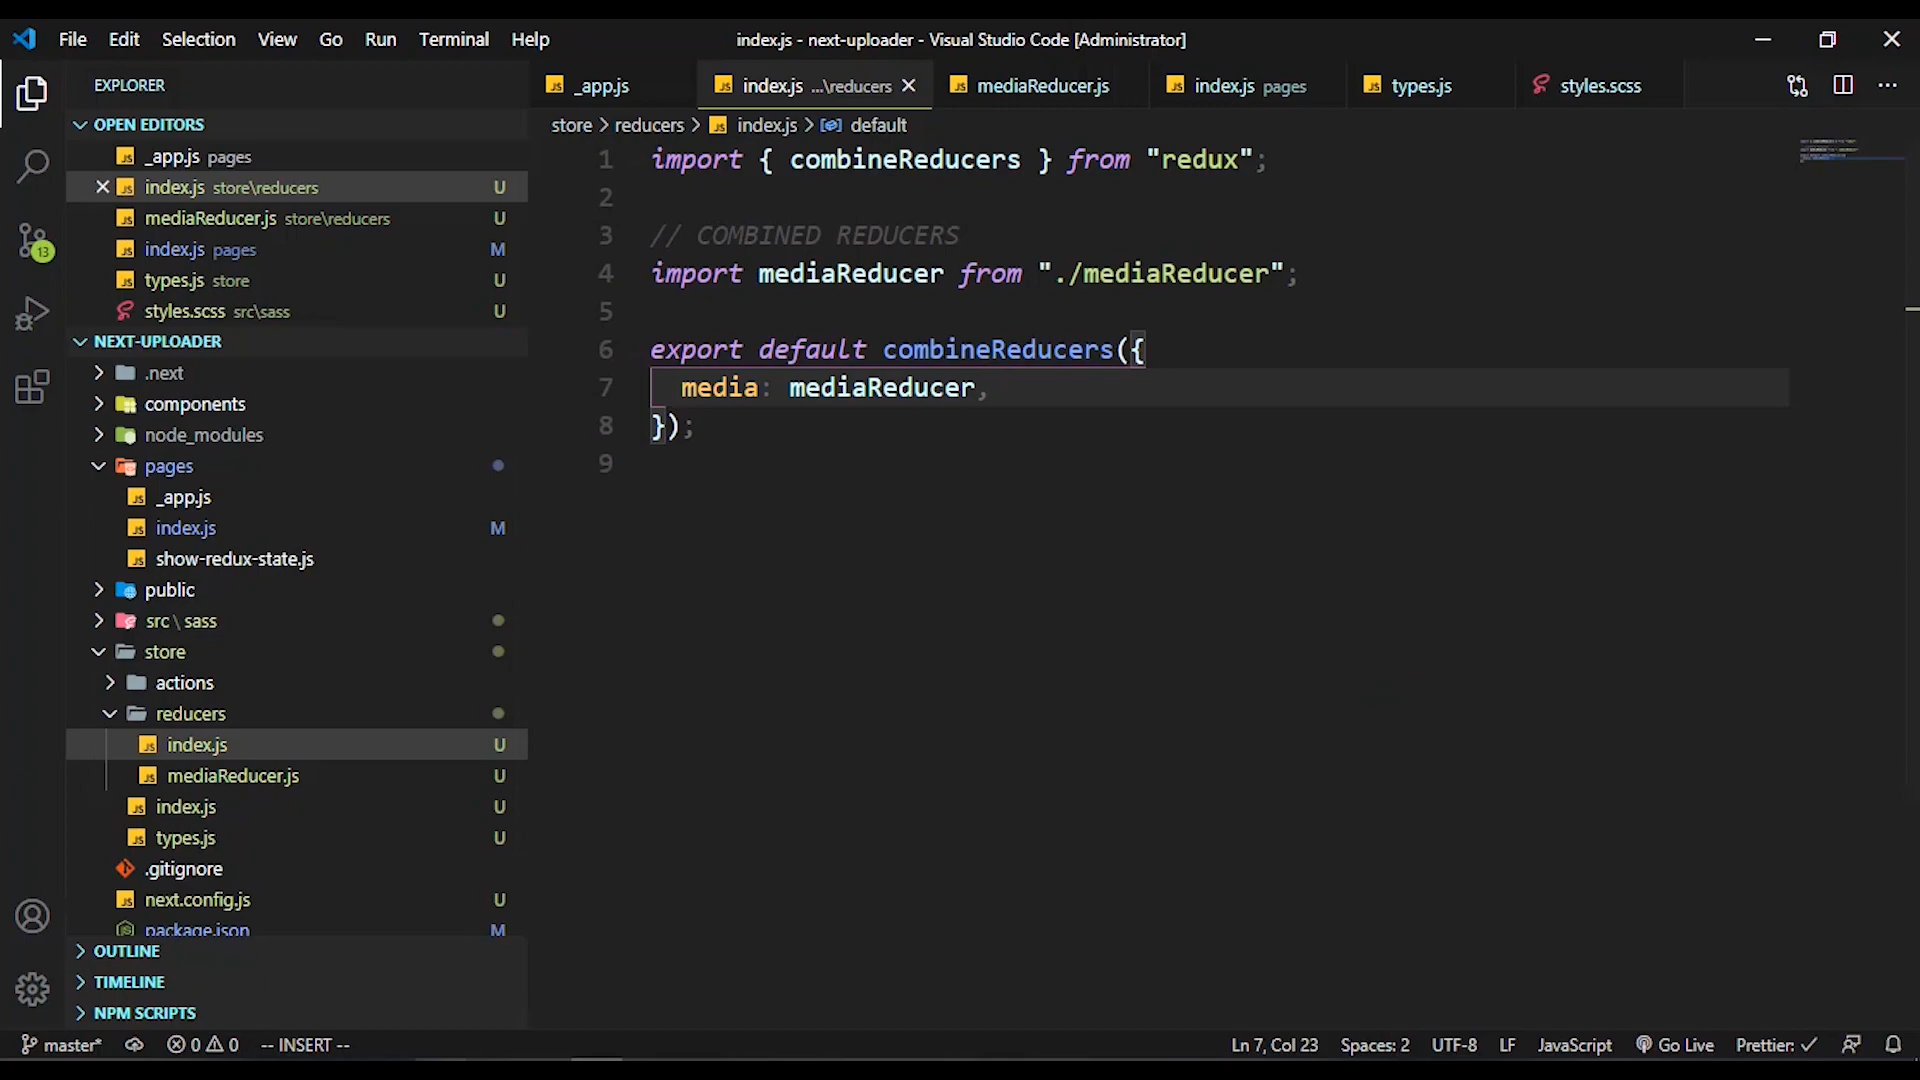 File Edit Selection View Go Run Terminal Help
index.js - next-uploader - Visual Studio Code [Administrator]
EXPLORER
_app.js
index.js ...\reducers
mediaReducer.js
index.js pages
types.js
styles.scss
store > reducers > index.js > default
OPEN EDITORS
_app.js pages
index.js store\reducers U
mediaReducer.js store\reducers U
index.js pages M
types.js store U
styles.scss src\sass U
NEXT-UPLOADER
.next
components
node_modules
pages
_app.js
index.js M
show-redux-state.js
public
src \ sass
store
actions
reducers
index.js U
mediaReducer.js U
index.js U
types.js U
.gitignore
next.config.js U
package.json M
OUTLINE
TIMELINE
NPM SCRIPTS
13
1 import { combineReducers } from "redux";
2
3 // COMBINED REDUCERS
4 import mediaReducer from "./mediaReducer";
5
6 export default combineReducers({
7 media: mediaReducer,
8 });
9
master* 0 0 -- INSERT --
Ln 7, Col 23 Spaces: 2 UTF-8 LF JavaScript Go Live Prettier: ✓